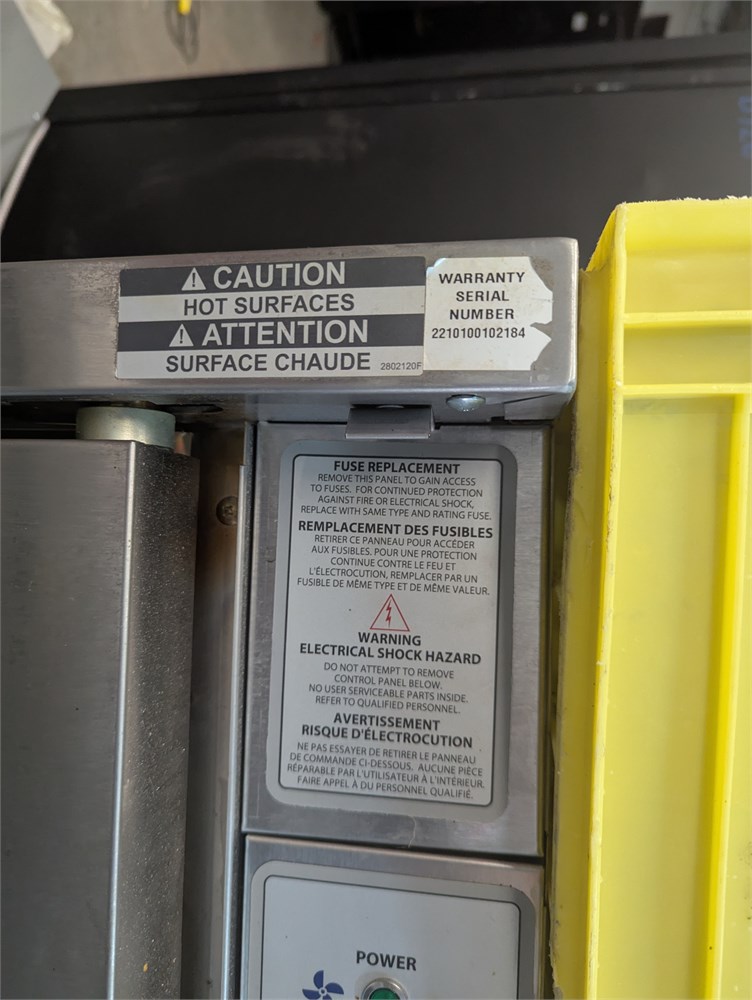 CAUTION
HOT SURFACES
ATTENTION
SURFACE CHAUDE 2802120F
WARRANTY
SERIAL
NUMBER
2210100102184
FUSE REPLACEMENT
REMOVE THIS PANEL TO GAIN ACCESS
TO FUSES. FOR CONTINUED PROTECTION
AGAINST FIRE OR ELECTRICAL SHOCK,
REPLACE WITH SAME TYPE AND RATING FUSE.
REMPLACEMENT DES FUSIBLES
RETIRER CE PANNEAU POUR ACCÉDER
AUX FUSIBLES. POUR UNE PROTECTION
CONTINUE CONTRE LE FEU ET
L'ÉLECTROCUTION, REMPLACER PAR UN
FUSIBLE DE MÊME TYPE ET DE MÊME VALEUR.
WARNING
ELECTRICAL SHOCK HAZARD
DO NOT ATTEMPT TO REMOVE
CONTROL PANEL BELOW.
NO USER SERVICEABLE PARTS INSIDE.
REFER TO QUALIFIED PERSONNEL.
AVERTISSEMENT
RISQUE D'ÉLECTROCUTION
NE PAS ESSAYER DE RETIRER LE PANNEAU
DE COMMANDE CI-DESSOUS. AUCUNE PIÈCE
RÉPARABLE PAR L'UTILISATEUR À L'INTÉRIEUR.
FAIRE APPEL À DU PERSONNEL QUALIFIÉ.
POWER